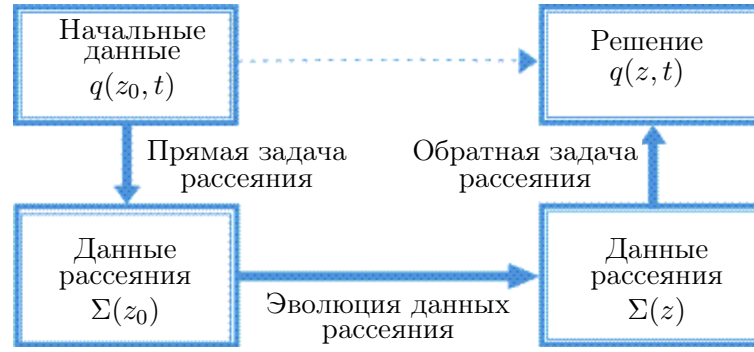 Начальные
данные
q(z₀, t)
Решение
q(z, t)
Прямая задача
рассеяния
Обратная задача
рассеяния
Данные
рассеяния
Σ(z₀)
Данные
рассеяния
Σ(z)
Эволюция данных
рассеяния